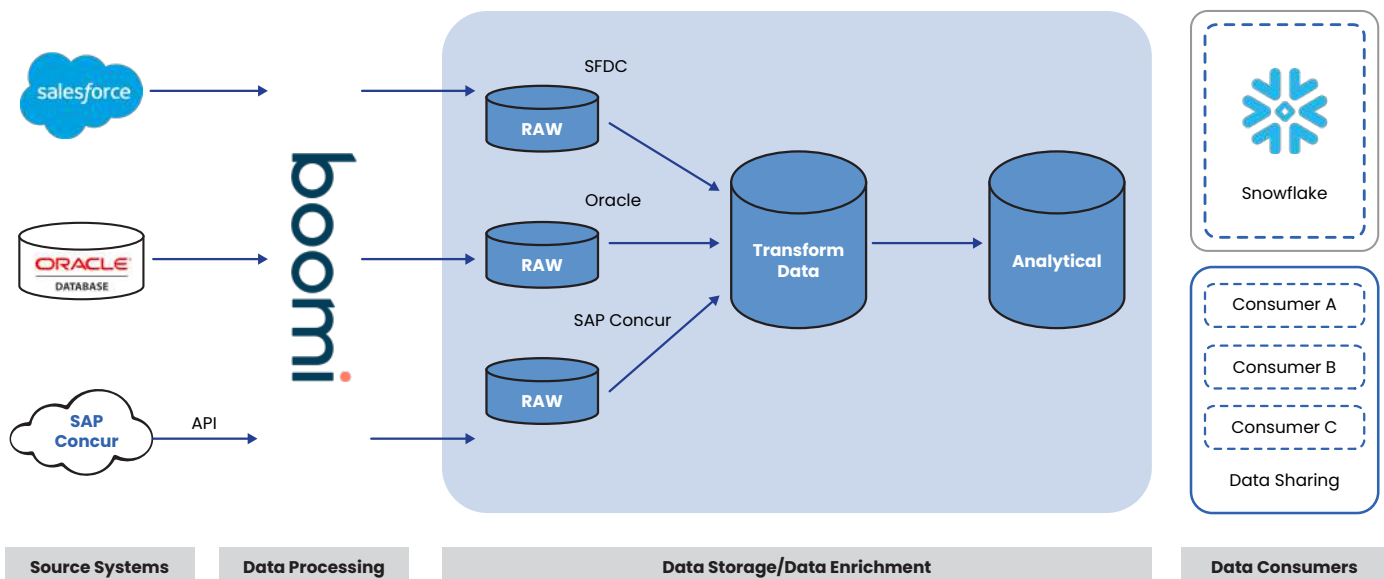 salesforce
ORACLE
DATABASE
SAP
Concur
API
boomi
SFDC
RAW
Oracle
RAW
SAP Concur
RAW
Transform
Data
Analytical
Snowflake
Consumer A
Consumer B
Consumer C
Data Sharing
Source Systems
Data Processing
Data Storage/Data Enrichment
Data Consumers